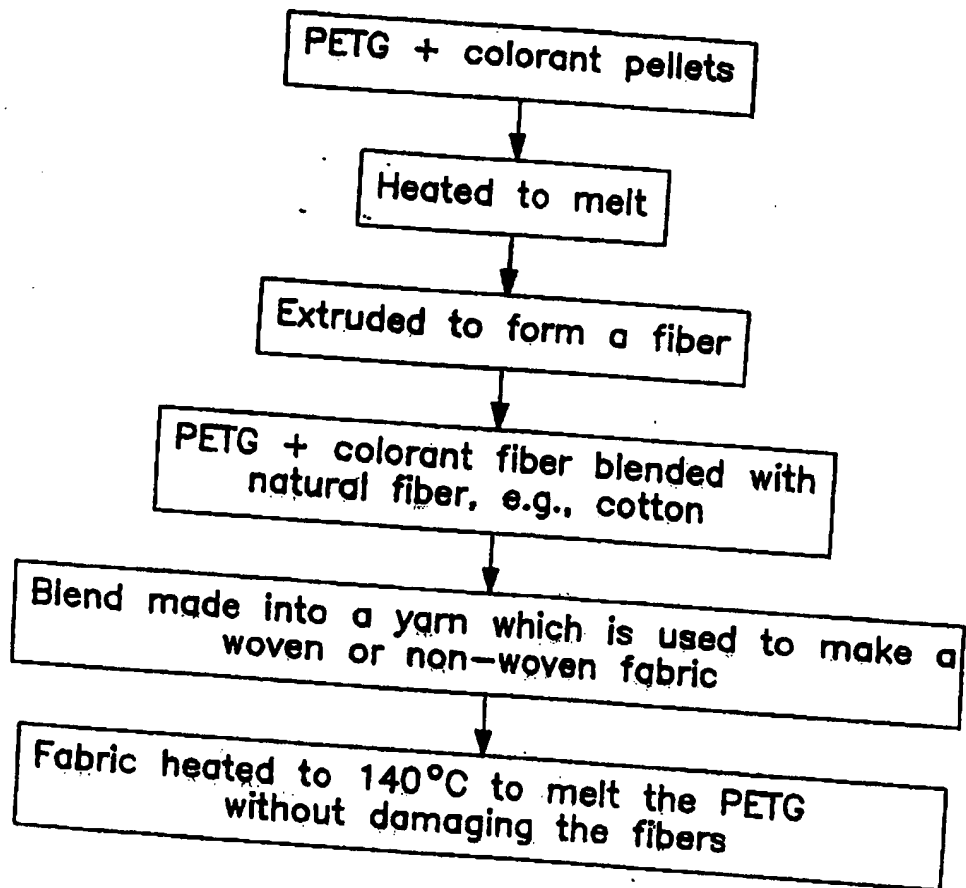 PETG + colorant pellets
Heated to melt
Extruded to form a fiber
PETG + colorant fiber blended with
natural fiber, e.g., cotton
Blend made into a yarn which is used to make a
woven or non-woven fabric
Fabric heated to 140°C to melt the PETG
without damaging the fibers